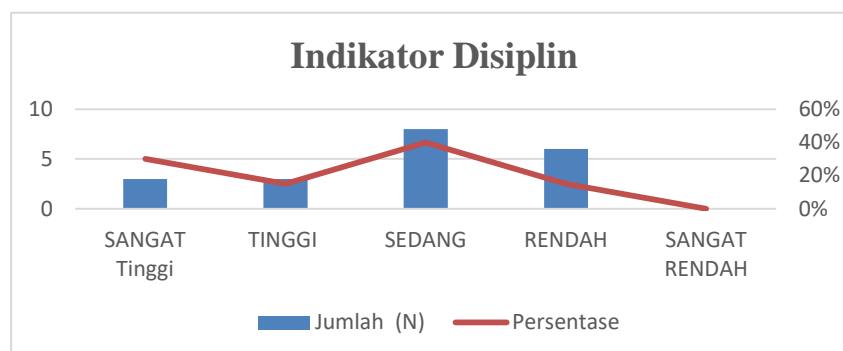 Indikator Disiplin
10
5
0
60%
40%
20%
0%
SANGAT
Tinggi
TINGGI
SEDANG
RENDAH
SANGAT
RENDAH
Jumlah (N)
Persentase